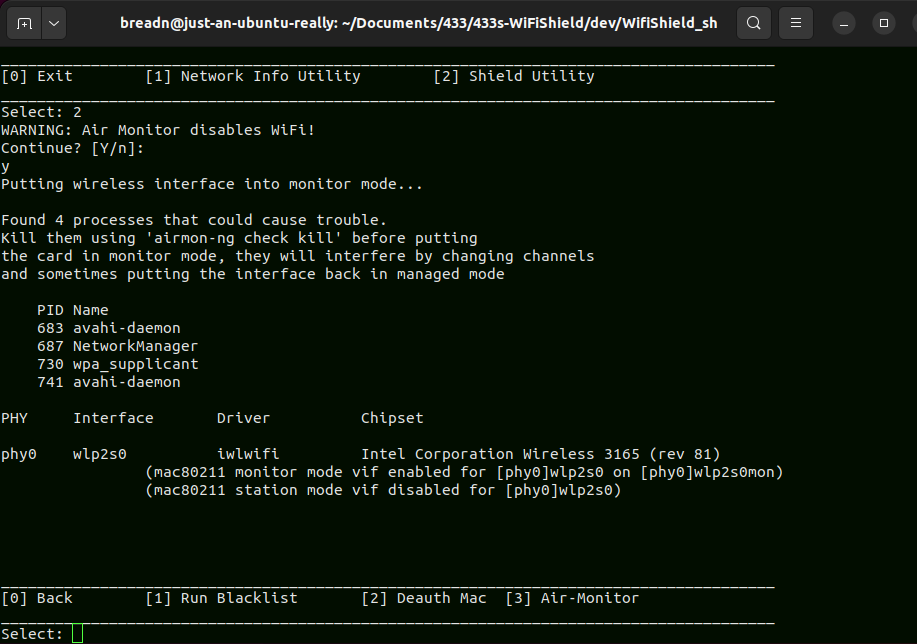 breadn@just-an-ubuntu-really: ~/Documents/433/433s-WiFiShield/dev/WifiShield_sh
[0] Exit        [1] Network Info Utility        [2] Shield Utility
Select: 2
WARNING: Air Monitor disables WiFi!
Continue? [Y/n]:
y
Putting wireless interface into monitor mode...
Found 4 processes that could cause trouble.
Kill them using 'airmon-ng check kill' before putting
the card in monitor mode, they will interfere by changing channels
and sometimes putting the interface back in managed mode
    PID Name
    683 avahi-daemon
    687 NetworkManager
    730 wpa_supplicant
    741 avahi-daemon
PHY     Interface       Driver          Chipset
phy0    wlp2s0          iwlwifi         Intel Corporation Wireless 3165 (rev 81)
                (mac80211 monitor mode vif enabled for [phy0]wlp2s0 on [phy0]wlp2s0mon)
                (mac80211 station mode vif disabled for [phy0]wlp2s0)
[0] Back        [1] Run Blacklist       [2] Deauth Mac  [3] Air-Monitor
Select: